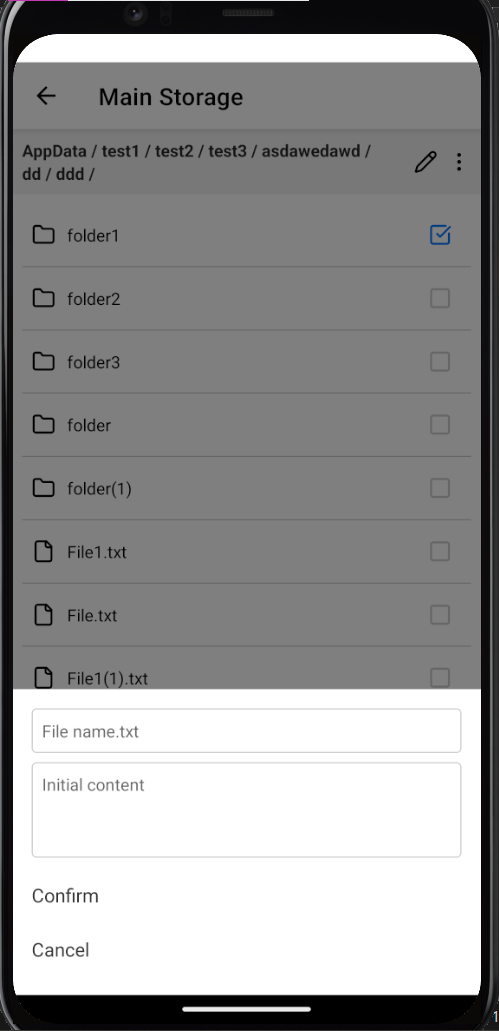 Main Storage
AppData / test1 / test2 / test3 / asdawedawd /
dd / ddd /
folder1
folder2
folder3
folder
folder(1)
File1.txt
File.txt
File1(1).txt
File name.txt
Initial content
Confirm
Cancel